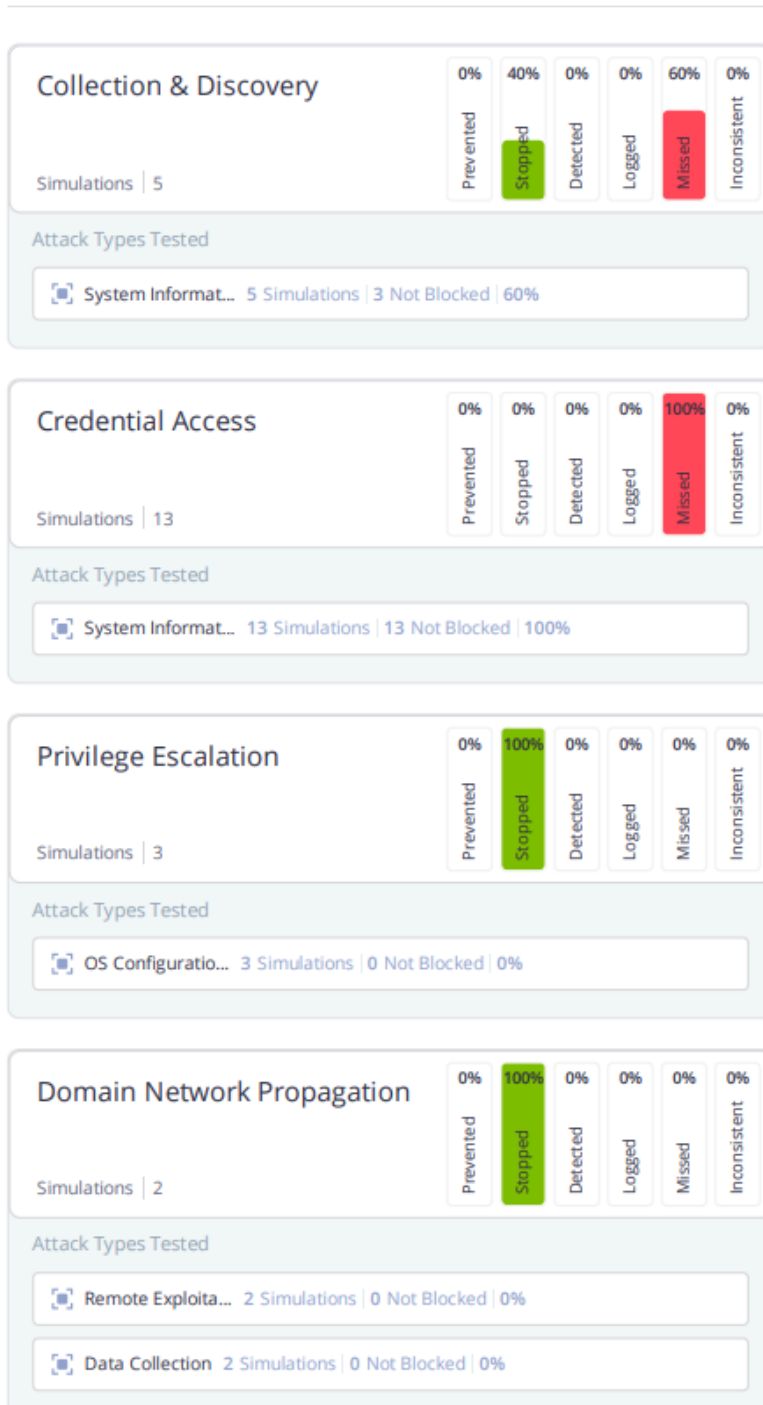 Collection & Discovery
0% 40% 0% 0% 60% 0%
Prevented Stopped Detected Logged Missed Inconsistent
Simulations | 5
Attack Types Tested
System Informat... 5 Simulations | 3 Not Blocked | 60%
Credential Access
0% 0% 0% 0% 100% 0%
Prevented Stopped Detected Logged Missed Inconsistent
Simulations | 13
Attack Types Tested
System Informat... 13 Simulations | 13 Not Blocked | 100%
Privilege Escalation
0% 100% 0% 0% 0% 0%
Prevented Stopped Detected Logged Missed Inconsistent
Simulations | 3
Attack Types Tested
OS Configuratio... 3 Simulations | 0 Not Blocked | 0%
Domain Network Propagation
0% 100% 0% 0% 0% 0%
Prevented Stopped Detected Logged Missed Inconsistent
Simulations | 2
Attack Types Tested
Remote Exploita... 2 Simulations | 0 Not Blocked | 0%
Data Collection 2 Simulations | 0 Not Blocked | 0%